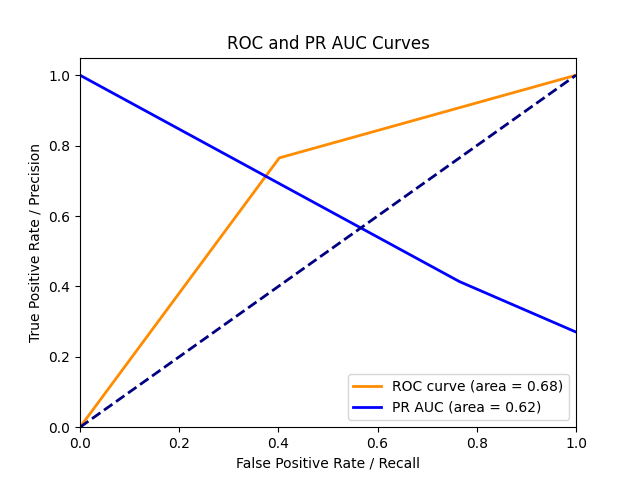 ROC and PR AUC Curves
True Positive Rate / Precision
1.0
0.8
0.6
0.4
0.2
0.0
ROC curve (area = 0.68)
PR AUC (area = 0.62)
0.0 0.2 0.4 0.6 0.8 1.0
False Positive Rate / Recall